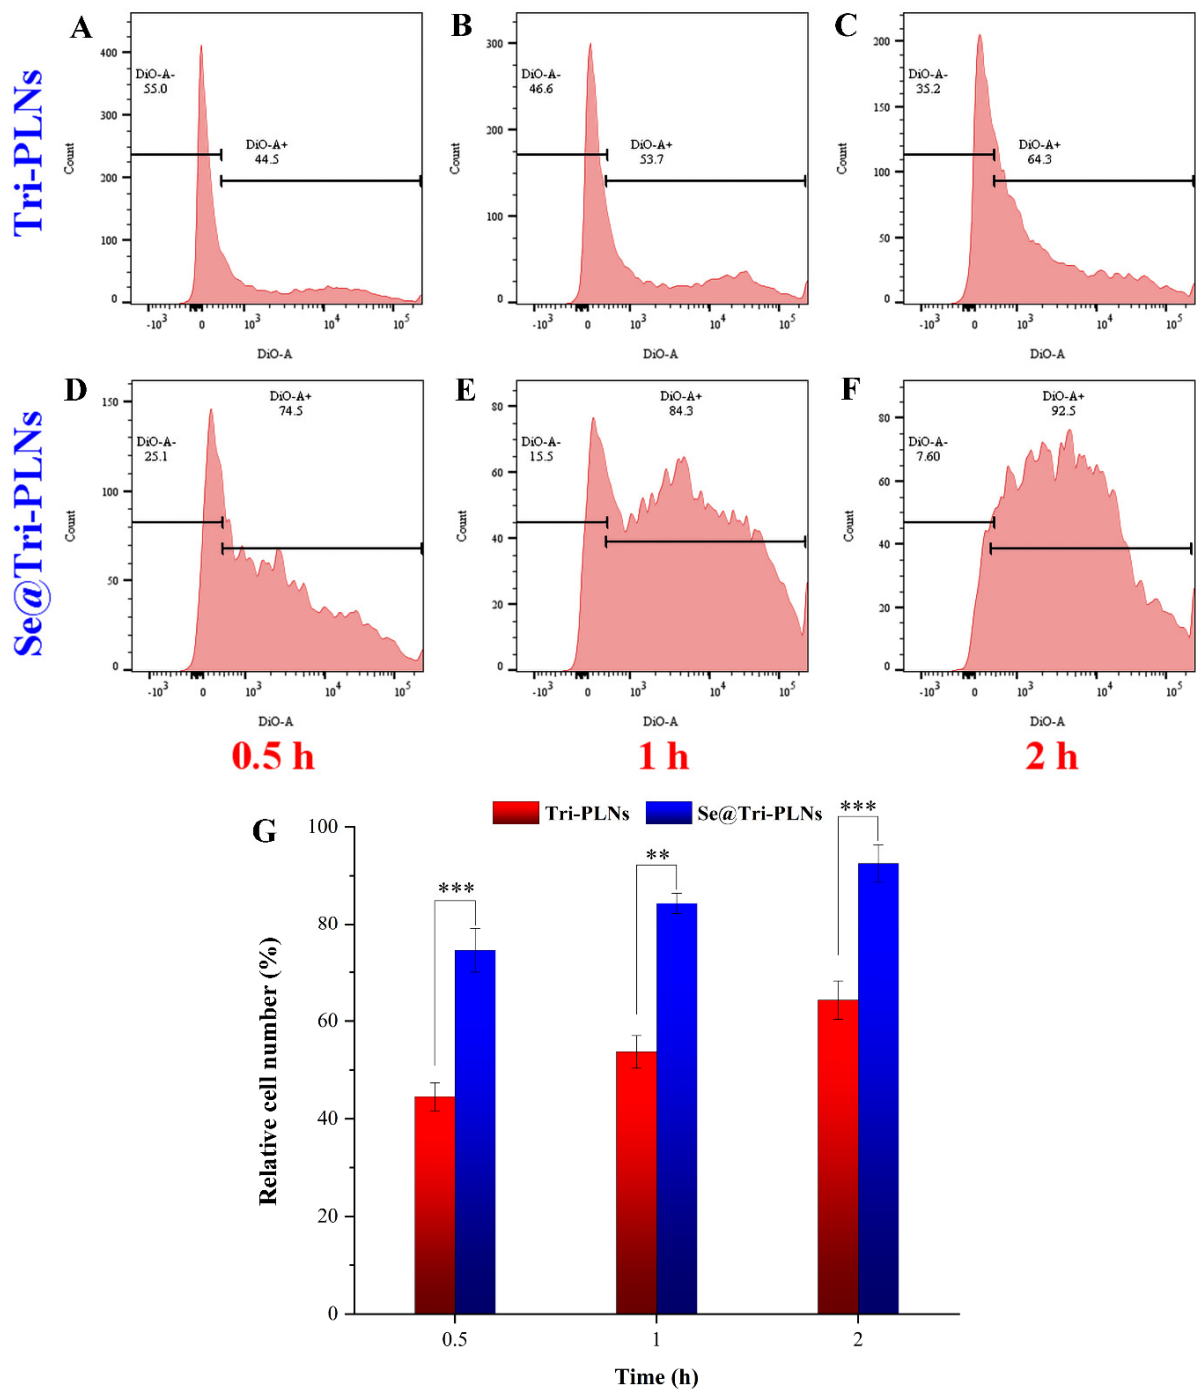 Tri-PLNs
A
DiO-A-
55.0
DiO-A+
44.5
Count
400
300
200
100
0
-10³ 0 10³ 10⁴ 10⁵
DiO-A
B
DiO-A-
46.6
DiO-A+
53.7
Count
300
200
100
300
0
-10³ 0 10³ 10⁴ 10⁵
DiO-A
C
DiO-A-
35.2
DiO-A+
64.3
Count
200
150
100
50
0
-10³ 0 10³ 10⁴ 10⁵
DiO-A
Se@Tri-PLNs
D
DiO-A+
74.5
DiO-A-
25.1
Count
150
100
50
0
-10³ 0 10³ 10⁴ 10⁵
DiO-A
E
DiO-A+
84.3
DiO-A-
15.5
Count
80
60
40
20
0
-10³ 0 10³ 10⁴ 10⁵
DiO-A
F
DiO-A+
92.5
DiO-A-
7.60
Count
80
60
40
20
0
-10³ 0 10³ 10⁴ 10⁵
DiO-A
0.5 h
1 h
2 h
G
Tri-PLNs
Se@Tri-PLNs
***
**
***
Relative cell number (%)
100
80
60
40
20
0
0.5 1 2
Time (h)